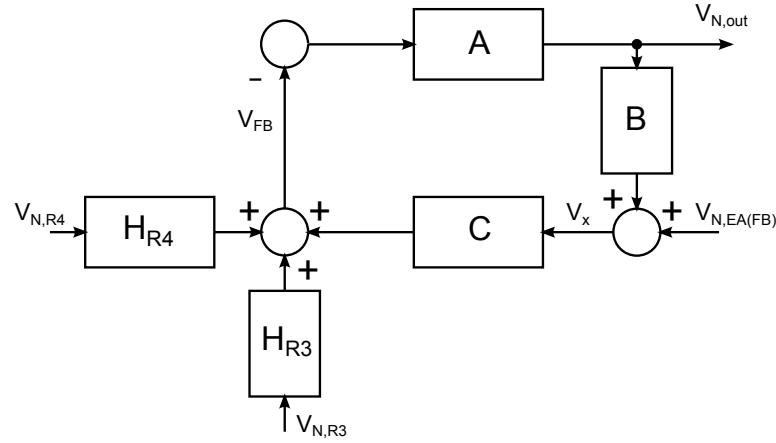 V_N,out
A
-
V_FB
B
V_N,R4
H_R4
+
+
C
V_x
+
+
V_N,EA(FB)
+
H_R3
V_N,R3